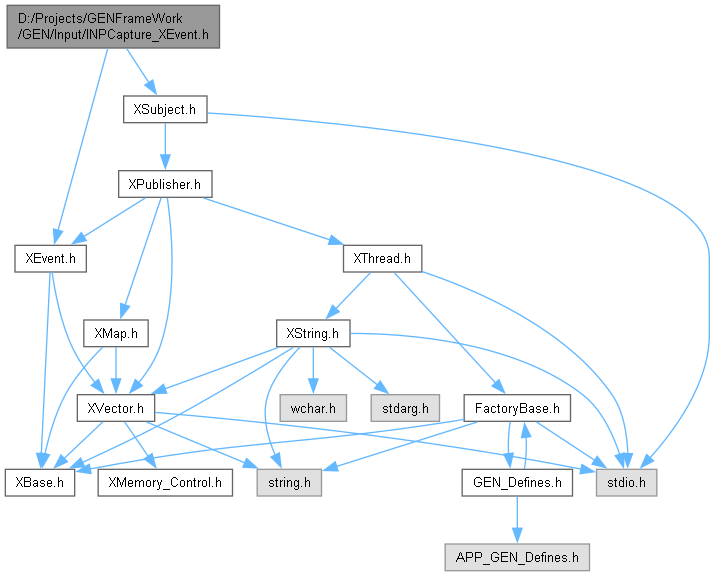 D:/Projects/GENFrameWork
/GEN/Input/INPCapture_XEvent.h
XSubject.h
XPublisher.h
XEvent.h
XThread.h
XMap.h
XString.h
XVector.h
wchar.h
stdarg.h
FactoryBase.h
XBase.h
XMemory_Control.h
string.h
GEN_Defines.h
stdio.h
APP_GEN_Defines.h